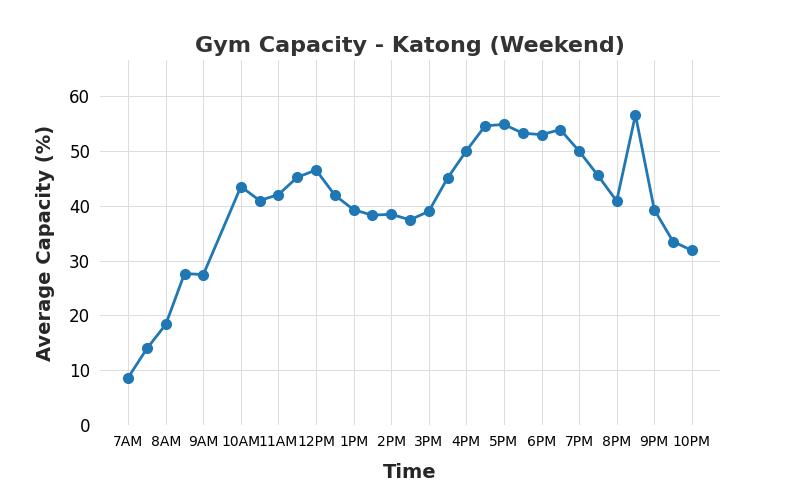 Gym Capacity - Katong (Weekend)
Average Capacity (%)
60
50
40
30
20
10
0
7AM 8AM 9AM 10AM 11AM 12PM 1PM 2PM 3PM 4PM 5PM 6PM 7PM 8PM 9PM 10PM
Time